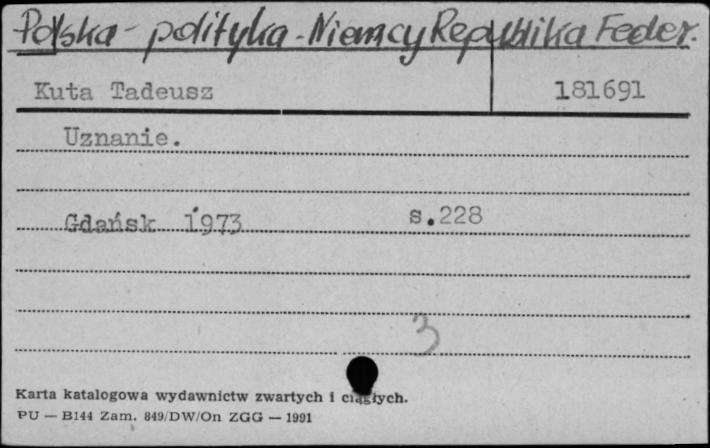 Polska - polityka - Niemcy Republika Feder.
Kuta Tadeusz 181691
Uznanie.
Gdańsk 1973 s.228
3
Karta katalogowa wydawnictw zwartych i ciągłych.
PU — B144 Zam. 849/DW/On ZGG — 1991